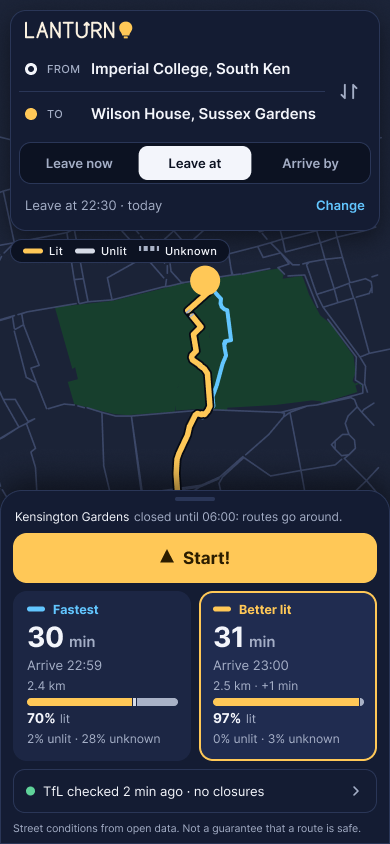 LANTURN
FROM Imperial College, South Ken
TO Wilson House, Sussex Gardens
Leave now Leave at Arrive by
Leave at 22:30 · today Change
Lit Unlit Unknown
Kensington Gardens closed until 06:00: routes go around.
Start!
Fastest
30 min
Arrive 22:59
2.4 km
70% lit
2% unlit · 28% unknown
Better lit
31 min
Arrive 23:00
2.5 km · +1 min
97% lit
0% unlit · 3% unknown
TfL checked 2 min ago · no closures
Street conditions from open data. Not a guarantee that a route is safe.